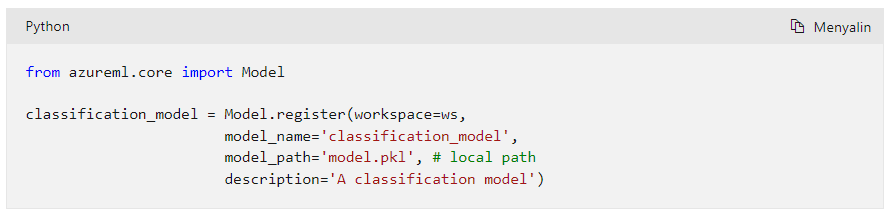 Python Menyalin
from azureml.core import Model
classification_model = Model.register(workspace=ws,
                       model_name='classification_model',
                       model_path='model.pkl', # local path
                       description='A classification model')